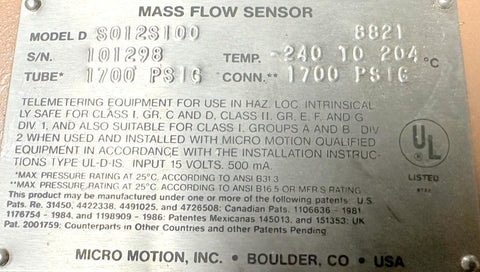 MASS FLOW SENSOR
MODEL D S012S100 8821
S/N. 101298 TEMP. -240 TO 204 °C
TUBE* 1700 PSIG CONN.** 1700 PSIG
TELEMETERING EQUIPMENT FOR USE IN HAZ. LOC. INTRINSICAL
LY SAFE FOR CLASS I, GR. C AND D, CLASS II, GR. E, F, AND G
DIV. 1, AND ALSO SUITABLE FOR CLASS I, GROUPS A AND B. DIV
2 WHEN USED AND INSTALLED WITH MICRO MOTION QUALIFIED
EQUIPMENT IN ACCORDANCE WITH THE INSTALLATION INSTRUC
TIONS TYPE UL-D-IS. INPUT 15 VOLTS, 500 mA.
UL
LISTED
*MAX. PRESSURE RATING AT 25°C, ACCORDING TO ANSI B31.3
**MAX. PRESSURE RATING AT 25°C, ACCORDING TO ANSI B16.5 OR MFR.S RATING
This product may be manufactured under one or more of the following patents: U.S.
Pats. Re. 31450, 4422338, 4491025, and 4726508; Canadian Pats. 1106636 - 1981,
1176754 - 1984, and 1198909 - 1986; Patentes Mexicanas 145013, and 151353; UK
Pat. 2001759; Counterparts in Other Countries and Other Patents Pending
MICRO MOTION, INC. • BOULDER, CO • USA